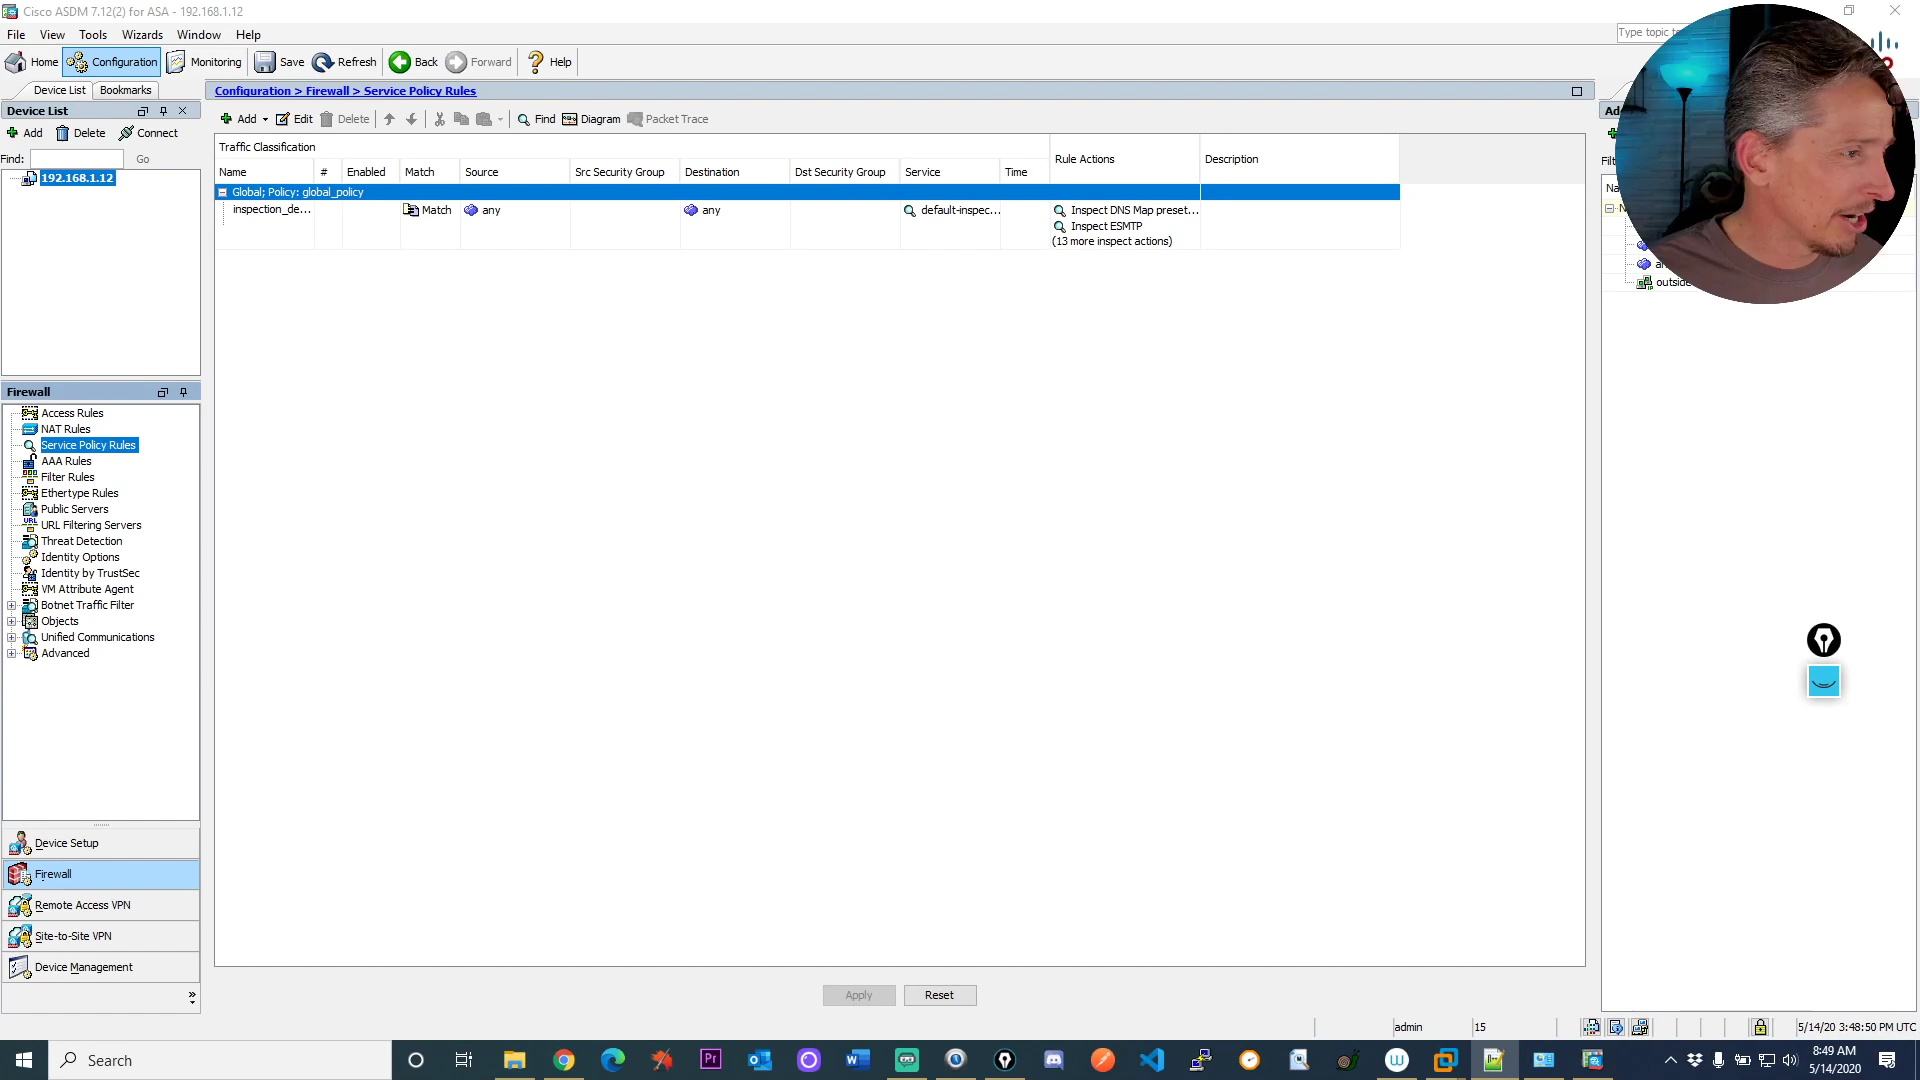 Cisco ASDM 7.12(2) for ASA - 192.168.1.12
File View Tools Wizards Window Help
Type topic to
Home Configuration Monitoring Save Refresh Back Forward Help
Device List Bookmarks
Configuration > Firewall > Service Policy Rules
Device List
Add Delete Connect
Find: Go
192.168.1.12
Add Edit Delete Find Diagram Packet Trace
Traffic Classification
Rule Actions Description
Name # Enabled Match Source Src Security Group Destination Dst Security Group Service Time
Global; Policy: global_policy
inspection_de... Match any any default-inspec... Inspect DNS Map preset...
Inspect ESMTP
(13 more inspect actions)
Firewall
Access Rules
NAT Rules
Service Policy Rules
AAA Rules
Filter Rules
Ethertype Rules
Public Servers
URL Filtering Servers
Threat Detection
Identity Options
Identity by TrustSec
VM Attribute Agent
Botnet Traffic Filter
Objects
Unified Communications
Advanced
Device Setup
Firewall
Remote Access VPN
Site-to-Site VPN
Device Management
Apply Reset
admin 15 5/14/20 3:48:50 PM UTC
Search
8:49 AM
5/14/2020